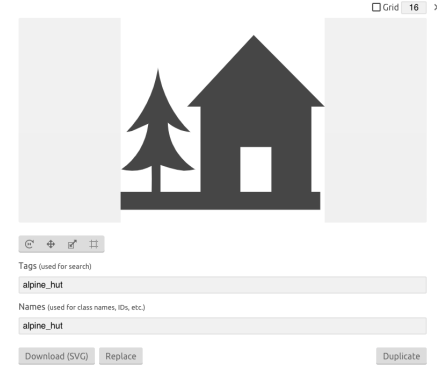 Grid 16
Tags (used for search)
alpine_hut
Names (used for class names, IDs, etc.)
alpine_hut
Download (SVG) Replace Duplicate